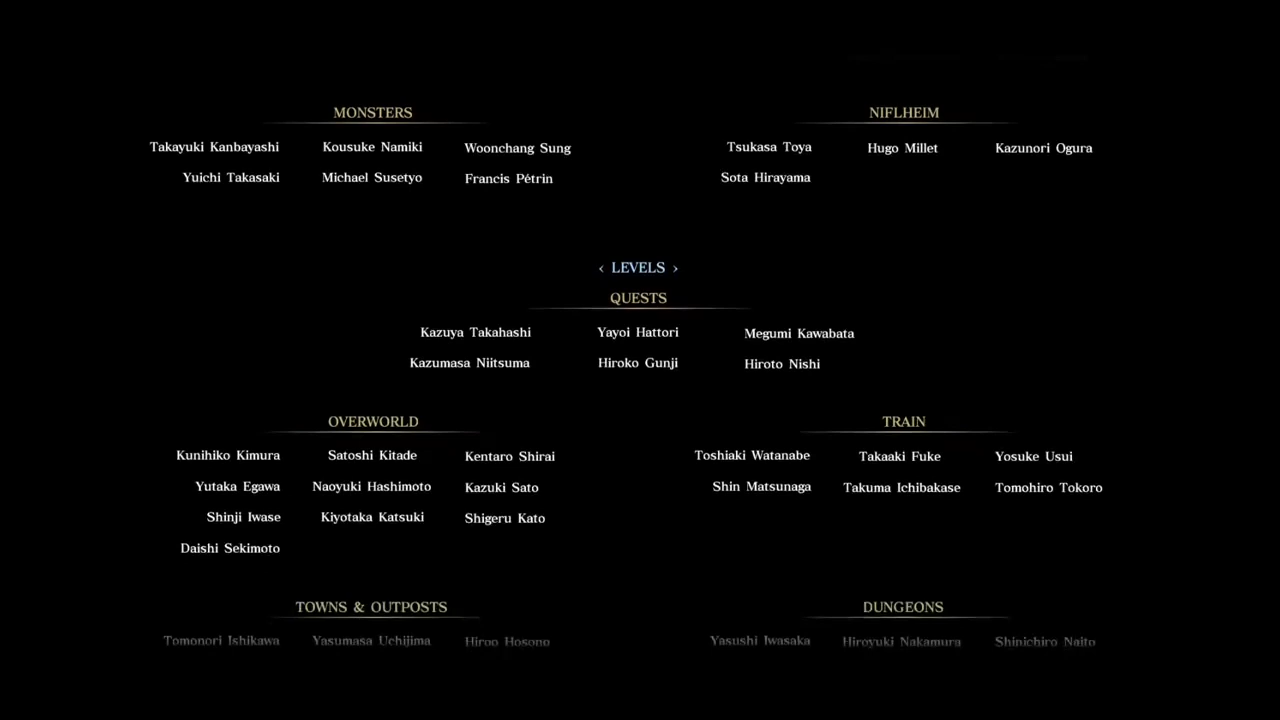 MONSTERS NIFLHEIM
Takayuki Kanbayashi Kousuke Namiki Woonchang Sung Tsukasa Toya Hugo Millet Kazunori Ogura
Yuichi Takasaki Michael Susetyo Francis Pétrin Sota Hirayama
‹ LEVELS ›
QUESTS
Kazuya Takahashi Yayoi Hattori Megumi Kawabata
Kazumasa Niitsuma Hiroko Gunji Hiroto Nishi
OVERWORLD TRAIN
Kunihiko Kimura Satoshi Kitade Kentaro Shirai Toshiaki Watanabe Takaaki Fuke Yosuke Usui
Yutaka Egawa Naoyuki Hashimoto Kazuki Sato Shin Matsunaga Takuma Ichibakase Tomohiro Tokoro
Shinji Iwase Kiyotaka Katsuki Shigeru Kato
Daishi Sekimoto
TOWNS & OUTPOSTS DUNGEONS
Tomonori Ishikawa Yasumasa Uchijima Hiroo Hosono Yasushi Iwasaka Hiroyuki Nakamura Shinichiro Naito